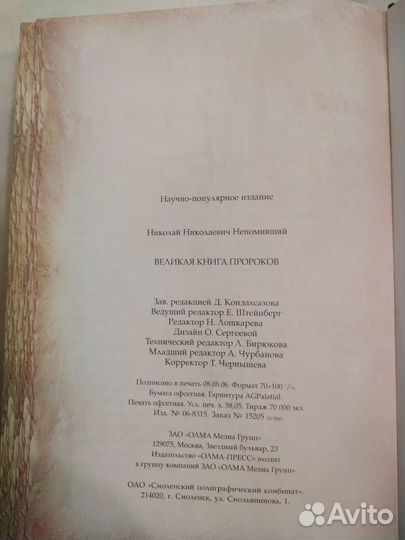 Научно-популярное издание
Николай Николаевич Непомнящий
ВЕЛИКАЯ КНИГА ПРОРОКОВ
Зав. редакцией Д. Кондахсазова
Ведущий редактор Е. Штейнберг
Редактор Н. Лошкарева
Дизайн О. Сергеевой
Технический редактор Л. Бирюкова
Младший редактор А. Чурбанова
Корректор Т. Чернышева
Подписано в печать 08.08.06. Формат 70×100
Бумага офсетная. Гарнитура AGPalatial.
Печать офсетная. Усл. печ. л. 58,05. Тираж 70 000 экз.
Изд. № 06-8315. Заказ № 15205
ЗАО «ОЛМА Медиа Групп»
129075, Москва, Звездный бульвар, 23
Издательство «ОЛМА-ПРЕСС» входит
в группу компаний ЗАО «ОЛМА Медиа Групп»
ОАО «Смоленский полиграфический комбинат».
214020, г. Смоленск, ул. Смольянинова, 1.
Avito